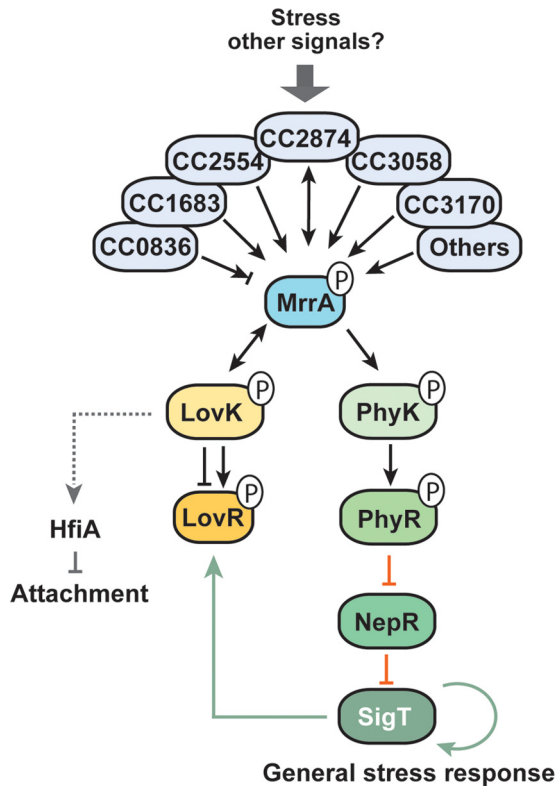 Stress
other signals?
CC2874
CC2554
CC3058
CC1683
CC3170
CC0836
Others
P
MrrA
P
P
LovK
PhyK
P
P
LovR
PhyR
HfiA
Attachment
NepR
SigT
General stress response